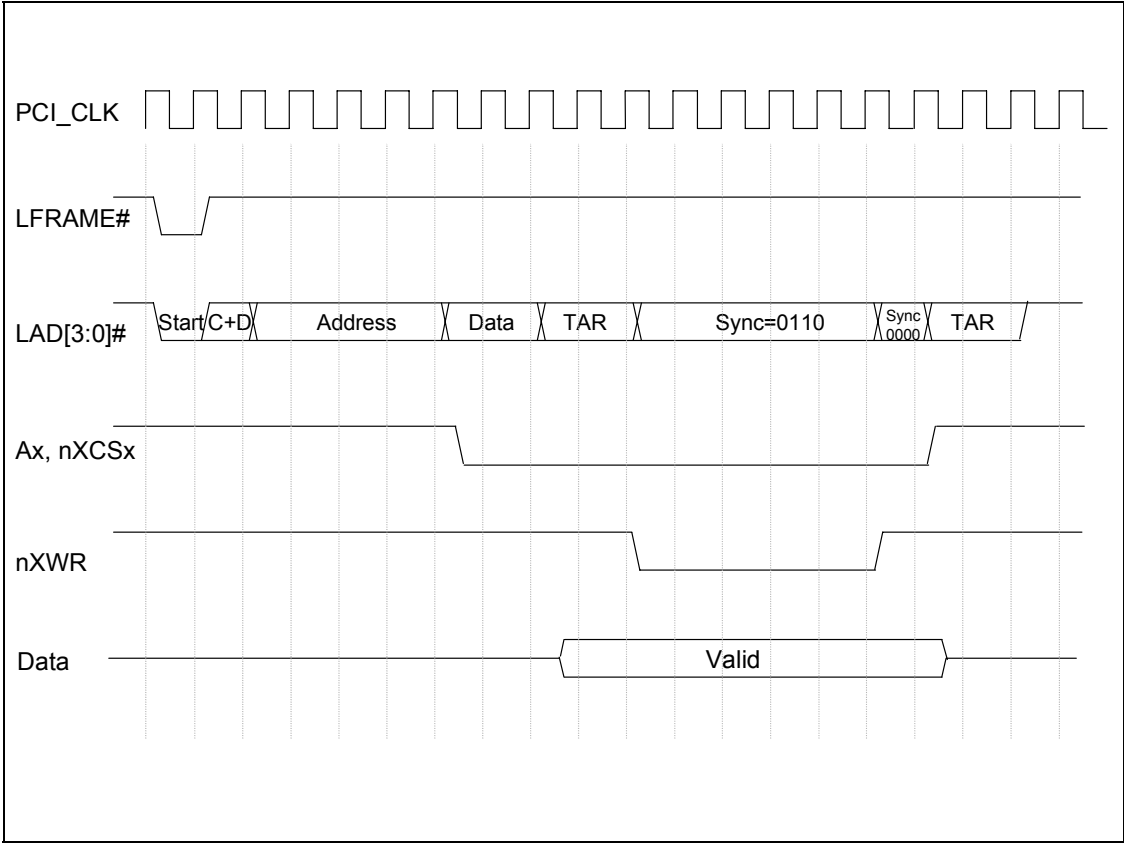 PCI_CLK
LFRAME#
LAD[3:0]#
Start
C+D
Address
Data
TAR
Sync=0110
Sync
0000
TAR
Ax, nXCSx
nXWR
Data
Valid